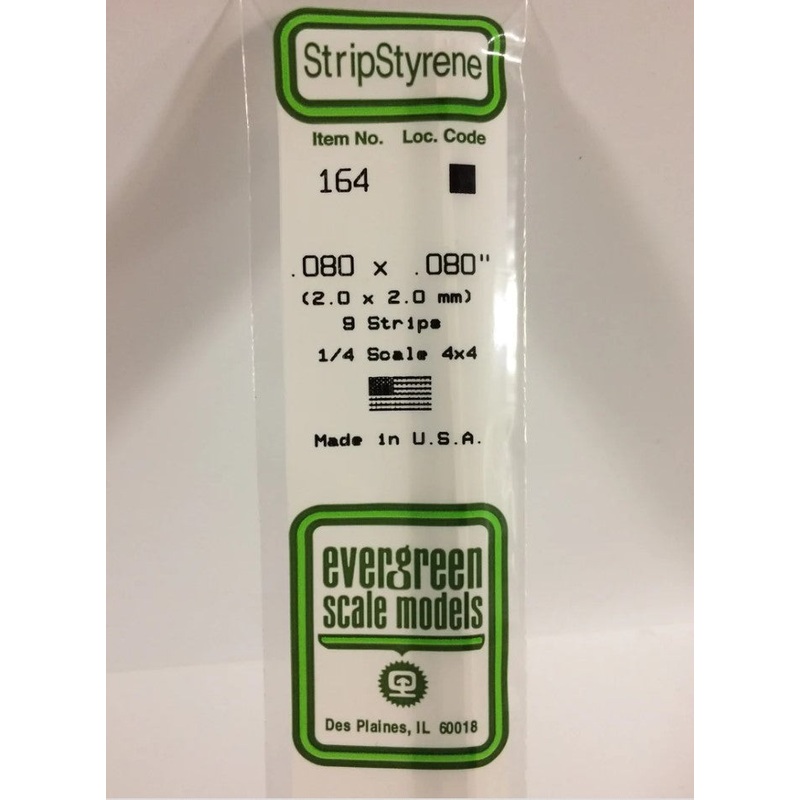 StripStyrene
Item No. Loc. Code
164
.080 x .080"
(2.0 x 2.0 mm)
9 Strips
1/4 Scale 4x4
Made in U.S.A.
evergreen
scale models
Des Plaines, IL 60018